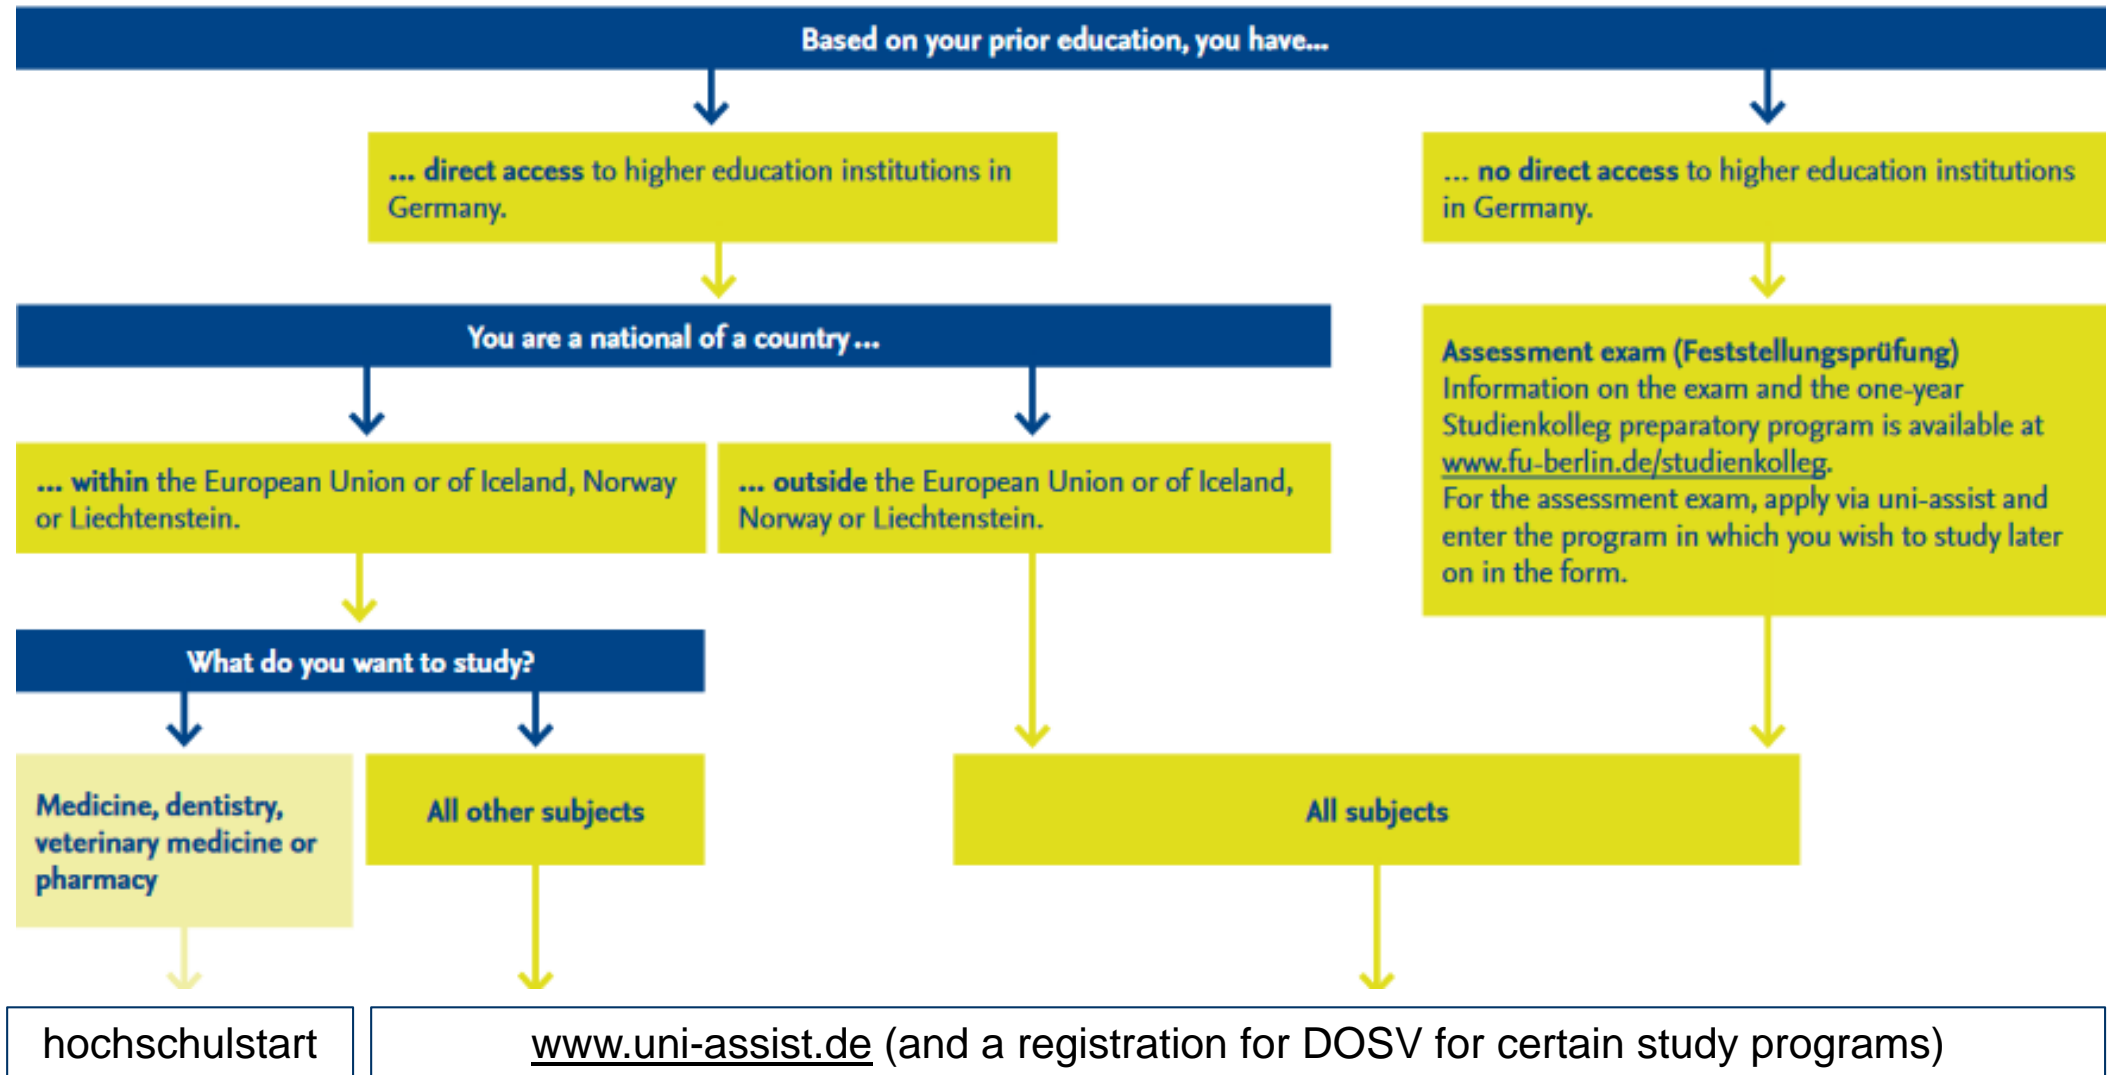 Based on your prior education, you have...
... direct access to higher education institutions in
Germany.
... no direct access to higher education institutions
in Germany.
You are a national of a country ...
Assessment exam (Feststellungsprüfung)
Information on the exam and the one-year
Studienkolleg preparatory program is available at
www.fu-berlin.de/studienkolleg.
For the assessment exam, apply via uni-assist and
enter the program in which you wish to study later
on in the form.
... within the European Union or of Iceland, Norway
or Liechtenstein.
... outside the European Union or of Iceland,
Norway or Liechtenstein.
What do you want to study?
Medicine, dentistry,
veterinary medicine or
pharmacy
All other subjects
All subjects
hochschulstart
www.uni-assist.de (and a registration for DOSV for certain study programs)